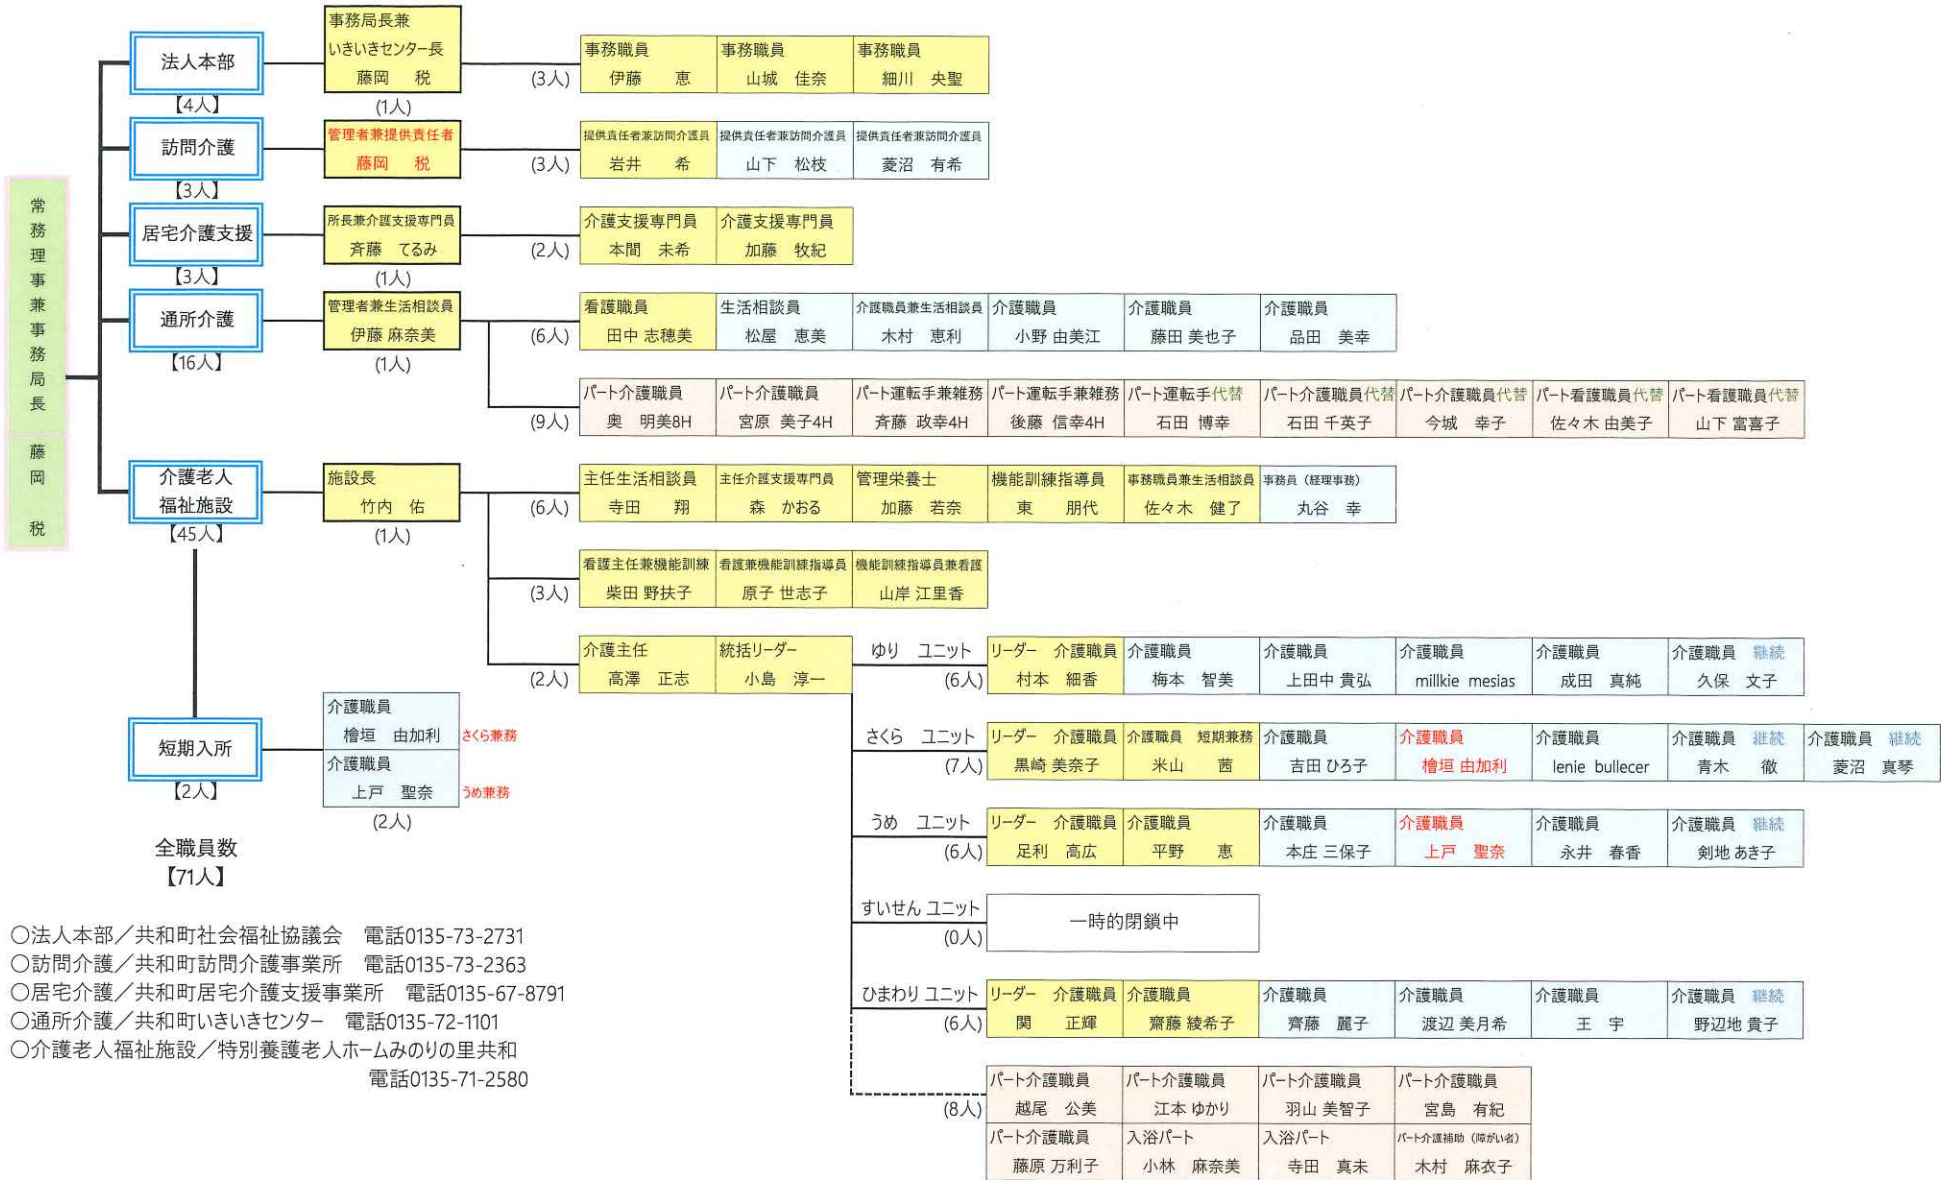 常務理事兼事務局長
藤岡 税
法人本部
【4人】
事務局長兼
いきいきセンター長
藤岡 税
(1人)
(3人)
事務職員 事務職員 事務職員
伊藤 恵 山城 佳奈 細川 央聖
訪問介護
【3人】
管理者兼提供責任者
藤岡 税
(3人)
提供責任者兼訪問介護員 提供責任者兼訪問介護員 提供責任者兼訪問介護員
岩井 希 山下 松枝 菱沼 有希
居宅介護支援
【3人】
所長兼介護支援専門員
斉藤 てるみ
(1人)
(2人)
介護支援専門員 介護支援専門員
本間 未希 加藤 牧紀
通所介護
【16人】
管理者兼生活相談員
伊藤 麻奈美
(1人)
(6人)
看護職員 生活相談員 介護職員兼生活相談員 介護職員 介護職員 介護職員
田中 志穂美 松屋 恵美 木村 恵利 小野 由美江 藤田 美也子 品田 美幸
(9人)
パート介護職員 パート介護職員 パート運転手兼雑務 パート運転手兼雑務 パート運転手代替 パート介護職員代替 パート介護職員代替 パート看護職員代替 パート看護職員代替
奥 明美8H 宮原 美子4H 斉藤 政幸4H 後藤 信幸4H 石田 博幸 石田 千英子 今城 幸子 佐々木 由美子 山下 富喜子
介護老人
福祉施設
【45人】
施設長
竹内 佑
(1人)
(6人)
主任生活相談員 主任介護支援専門員 管理栄養士 機能訓練指導員 事務職員兼生活相談員 事務員（経理事務）
寺田 翔 森 かおる 加藤 若奈 東 朋代 佐々木 健了 丸谷 幸
(3人)
看護主任兼機能訓練 看護兼機能訓練指導員 機能訓練指導員兼看護
柴田 野扶子 原子 世志子 山岸 江里香
(2人)
介護主任 統括リーダー
高澤 正志 小島 淳一
ゆり ユニット
(6人)
リーダー 介護職員 介護職員 介護職員 介護職員 介護職員 介護職員 継続
村本 細香 梅本 智美 上田中 貴弘 millkie mesias 成田 真純 久保 文子
さくら ユニット
(7人)
リーダー 介護職員 介護職員 短期兼務 介護職員 介護職員 介護職員 介護職員 継続 介護職員 継続
黒崎 美奈子 米山 茜 吉田 ひろ子 檜垣 由加利 lenie bullecer 青木 徹 菱沼 真琴
うめ ユニット
(6人)
リーダー 介護職員 介護職員 介護職員 介護職員 介護職員 介護職員 継続
足利 高広 平野 恵 本庄 三保子 上戸 聖奈 永井 春香 剣地 あき子
すいせん ユニット
(0人)
一時的閉鎖中
ひまわり ユニット
(6人)
リーダー 介護職員 介護職員 介護職員 介護職員 介護職員 介護職員 継続
関 正輝 齋藤 綾希子 齊藤 麗子 渡辺 美月希 王 宇 野辺地 貴子
(8人)
パート介護職員 パート介護職員 パート介護職員 パート介護職員
越尾 公美 江本 ゆかり 羽山 美智子 宮島 有紀
パート介護職員 入浴パート 入浴パート パート介護補助（障がい者）
藤原 万利子 小林 麻奈美 寺田 真未 木村 麻衣子
短期入所
【2人】
介護職員
檜垣 由加利 さくら兼務
介護職員
上戸 聖奈 うめ兼務
(2人)
全職員数
【71人】
○法人本部／共和町社会福祉協議会 電話0135-73-2731
○訪問介護／共和町訪問介護事業所 電話0135-73-2363
○居宅介護／共和町居宅介護支援事業所 電話0135-67-8791
○通所介護／共和町いきいきセンター 電話0135-72-1101
○介護老人福祉施設／特別養護老人ホームみのりの里共和
電話0135-71-2580